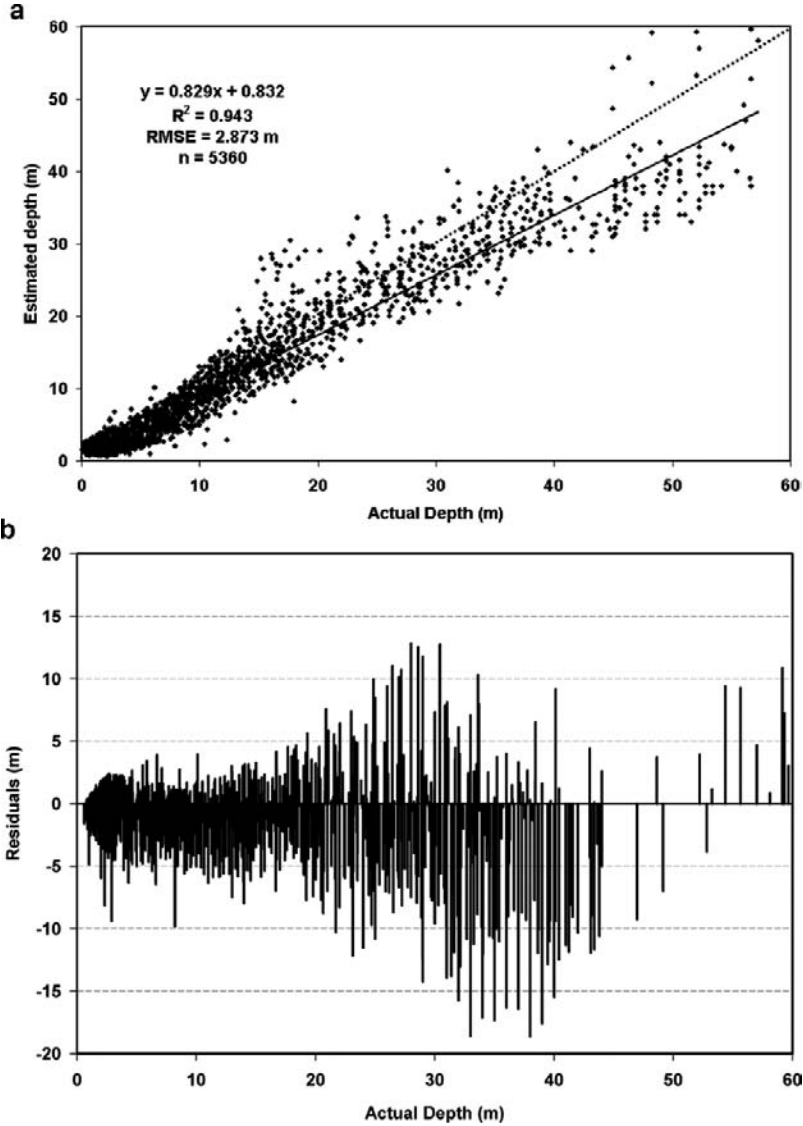 a
60
50
40
30
20
10
0
y = 0.829x + 0.832
R² = 0.943
RMSE = 2.873 m
n = 5360
Estimated depth (m)
0 10 20 30 40 50 60
Actual Depth (m)
b
20
15
10
5
0
-5
-10
-15
-20
Residuals (m)
0 10 20 30 40 50 60
Actual Depth (m)